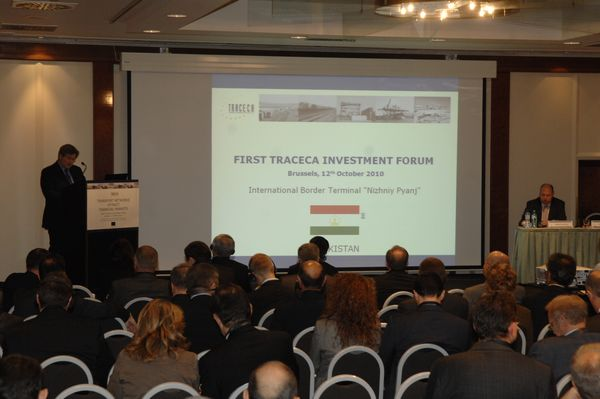 TRACECA
FIRST TRACECA INVESTMENT FORUM
Brussels, 12th October 2010
International Border Terminal "Nizhniy Pyanj"
KISTAN